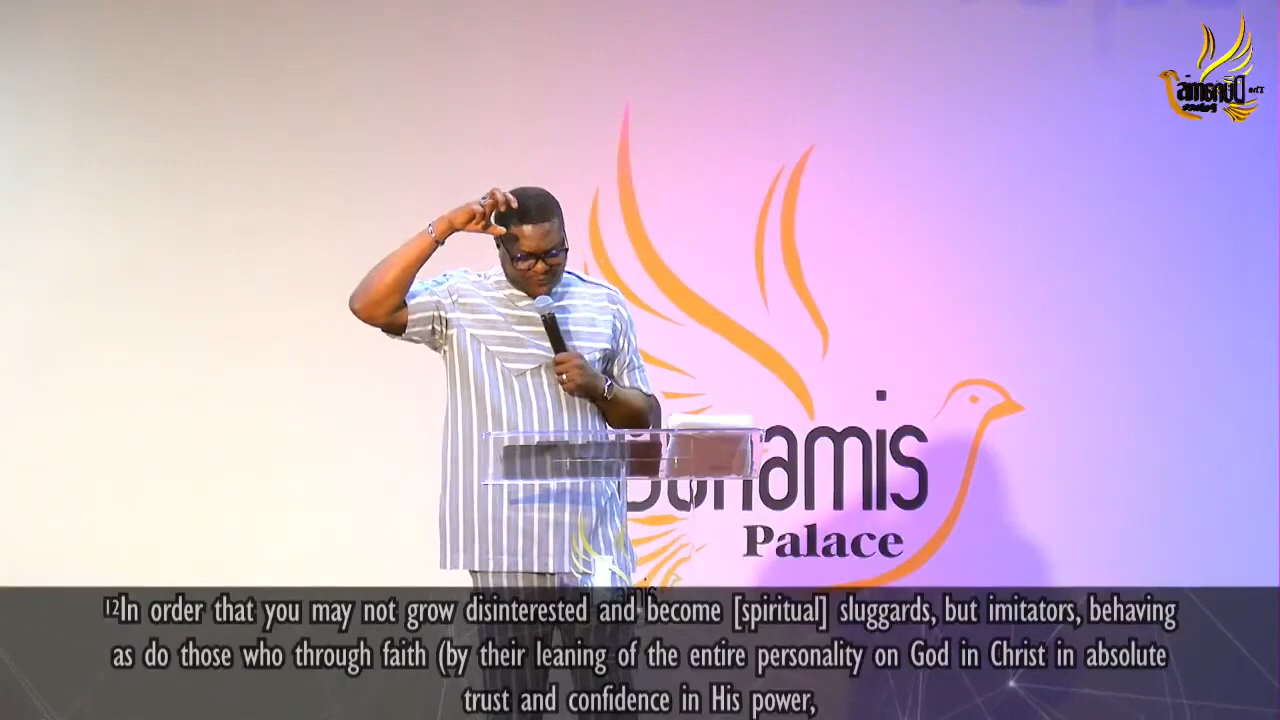 amis
Palace
¹²In order that you may not grow disinterested and become [spiritual] sluggards, but imitators, behaving
as do those who through faith (by their leaning of the entire personality on God in Christ in absolute
trust and confidence in His power,